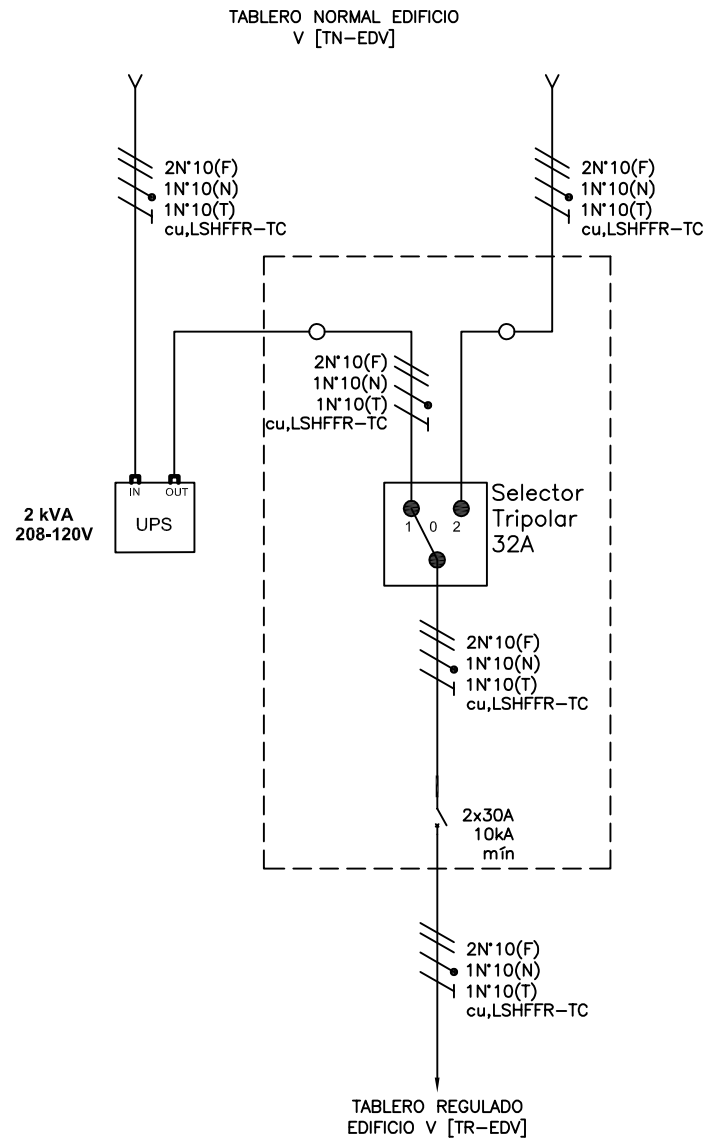 TABLERO NORMAL EDIFICIO
V [TN-EDV]
2N°10(F)
1N°10(N)
1N°10(T)
cu,LSHFFR-TC
2N°10(F)
1N°10(N)
1N°10(T)
cu,LSHFFR-TC
2N°10(F)
1N°10(N)
1N°10(T)
cu,LSHFFR-TC
IN OUT
UPS
2 kVA
208-120V
1 0 2
Selector
Tripolar
32A
2N°10(F)
1N°10(N)
1N°10(T)
cu,LSHFFR-TC
2x30A
10kA
mín
2N°10(F)
1N°10(N)
1N°10(T)
cu,LSHFFR-TC
TABLERO REGULADO
EDIFICIO V [TR-EDV]